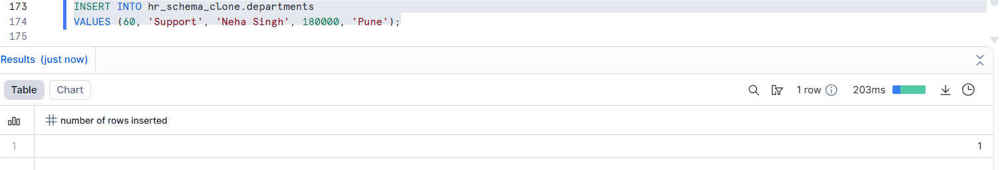 173 INSERT INTO hr_schema_clone.departments
174 VALUES (60, 'Support', 'Neha Singh', 180000, 'Pune');
175
Results (just now)
Table Chart 1 row 203ms
number of rows inserted
1 1